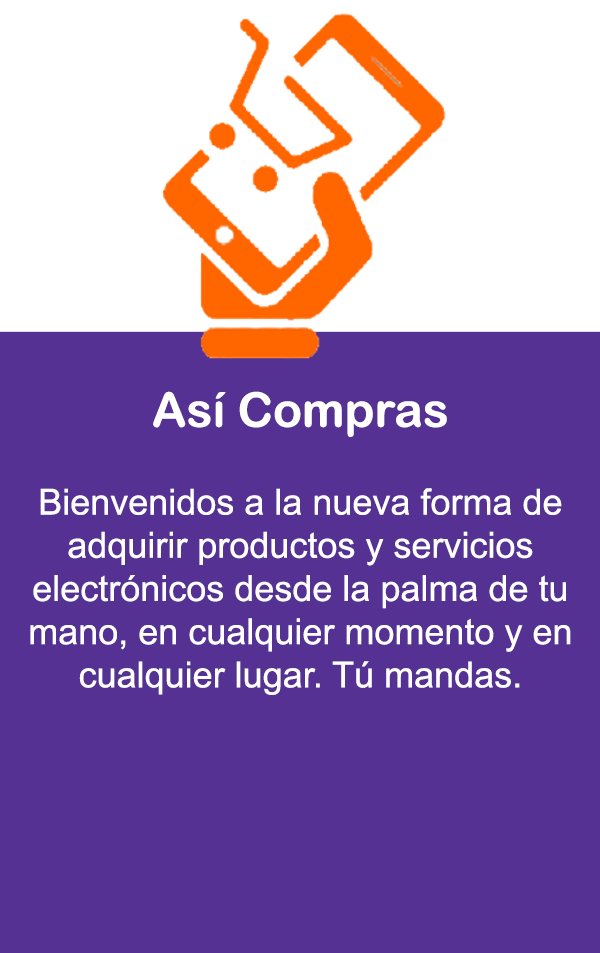 Así Compras
Bienvenidos a la nueva forma de
adquirir productos y servicios
electrónicos desde la palma de tu
mano, en cualquier momento y en
cualquier lugar. Tú mandas.